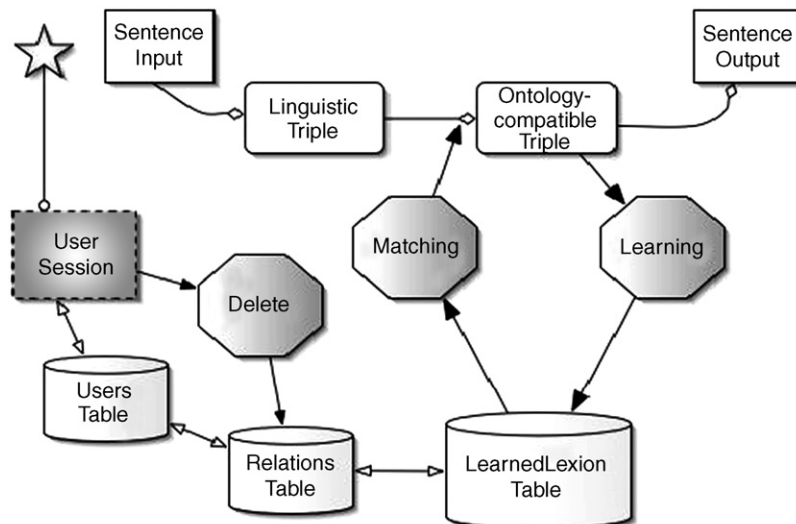 Sentence
Input
Sentence
Output
Linguistic
Triple
Ontology-
compatible
Triple
User
Session
Matching
Learning
Delete
Users
Table
Relations
Table
LearnedLexion
Table